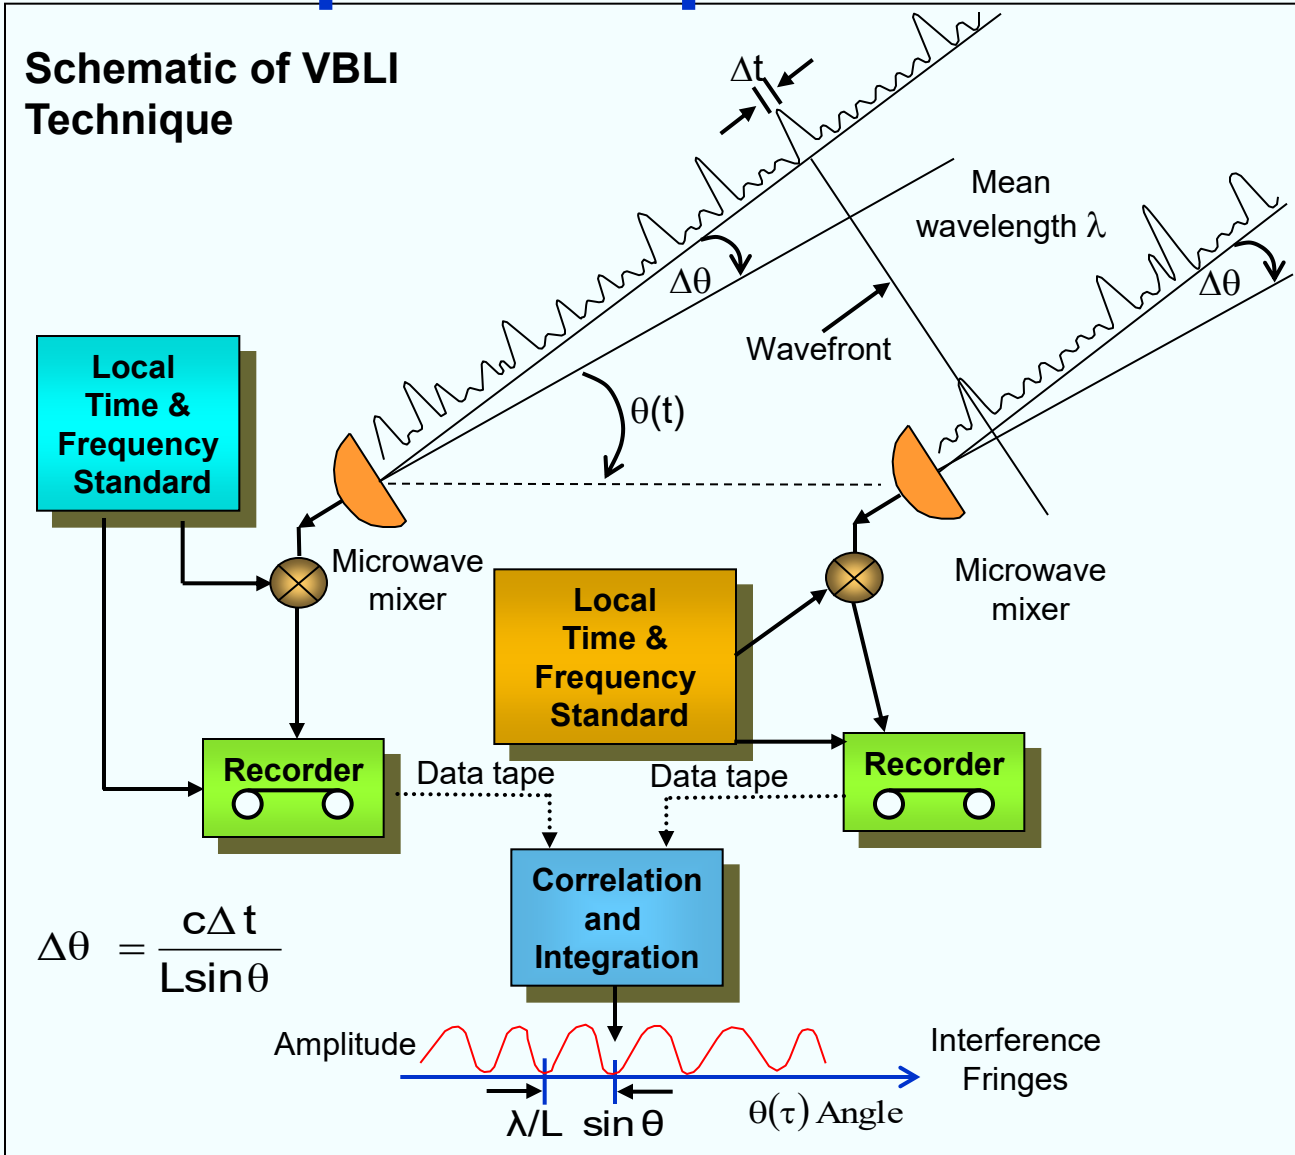 Schematic of VBLI
Technique
Δt
Mean
wavelength λ
Δθ
Δθ
Wavefront
θ(t)
Local
Time &
Frequency
Standard
Microwave
mixer
Microwave
mixer
Local
Time &
Frequency
Standard
Recorder
Data tape
Data tape
Recorder
Correlation
and
Integration
Δθ = cΔt / Lsinθ
Amplitude
Interference
Fringes
λ/L sin θ
θ(τ) Angle